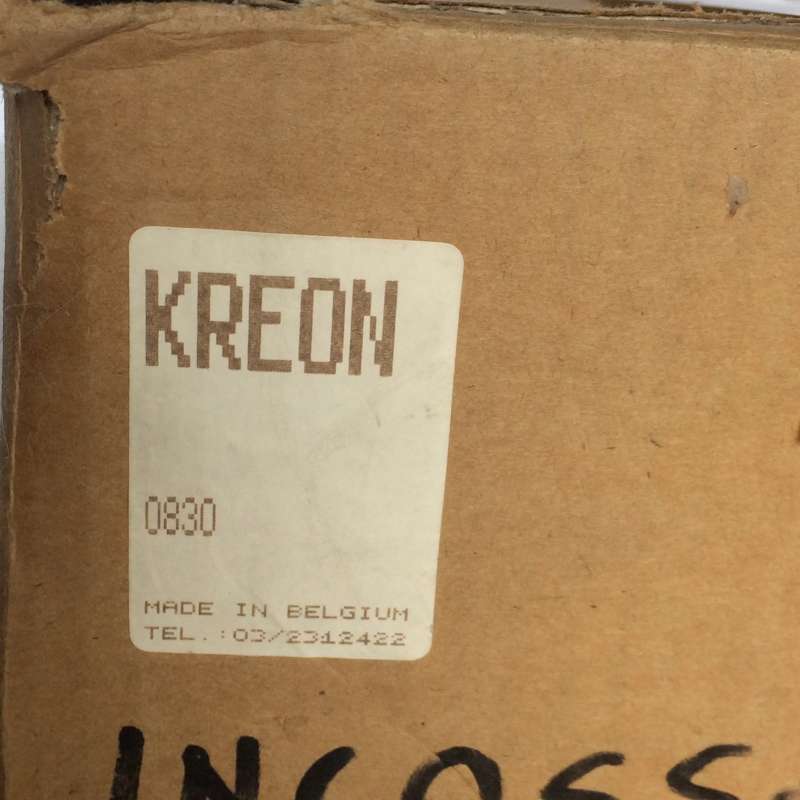 KREON
0830
MADE IN BELGIUM
TEL.:03/2312422